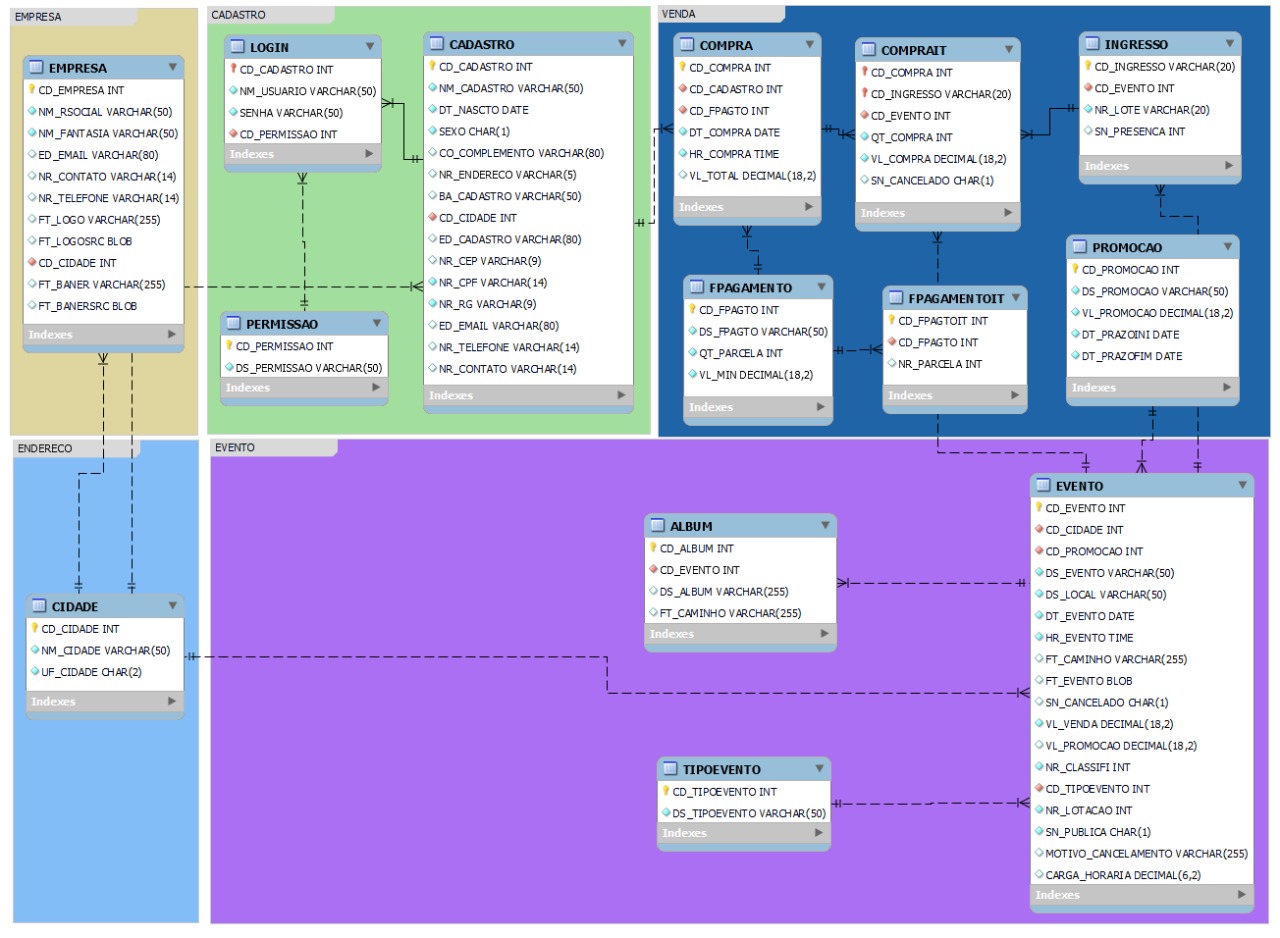 EMPRESA
EMPRESA
CD_EMPRESA INT
NM_RSOCIAL VARCHAR(50)
NM_FANTASIA VARCHAR(50)
ED_EMAIL VARCHAR(80)
NR_CONTATO VARCHAR(14)
NR_TELEFONE VARCHAR(14)
FT_LOGO VARCHAR(255)
FT_LOGOSRC BLOB
CD_CIDADE INT
FT_BANER VARCHAR(255)
FT_BANERSRC BLOB
Indexes
CADASTRO
LOGIN
CD_CADASTRO INT
NM_USUARIO VARCHAR(50)
SENHA VARCHAR(50)
CD_PERMISSAO INT
Indexes
PERMISSAO
CD_PERMISSAO INT
DS_PERMISSAO VARCHAR(50)
Indexes
CADASTRO
CD_CADASTRO INT
NM_CADASTRO VARCHAR(50)
DT_NASCTO DATE
SEXO CHAR(1)
CO_COMPLEMENTO VARCHAR(80)
NR_ENDERECO VARCHAR(5)
BA_CADASTRO VARCHAR(50)
CD_CIDADE INT
ED_CADASTRO VARCHAR(80)
NR_CEP VARCHAR(9)
NR_CPF VARCHAR(14)
NR_RG VARCHAR(9)
ED_EMAIL VARCHAR(80)
NR_TELEFONE VARCHAR(14)
NR_CONTATO VARCHAR(14)
Indexes
VENDA
COMPRA
CD_COMPRA INT
CD_CADASTRO INT
CD_FPAGTO INT
DT_COMPRA DATE
HR_COMPRA TIME
VL_TOTAL DECIMAL(18,2)
Indexes
COMPRAIT
CD_COMPRA INT
CD_INGRESSO VARCHAR(20)
CD_EVENTO INT
QT_COMPRA INT
VL_COMPRA DECIMAL(18,2)
SN_CANCELADO CHAR(1)
Indexes
INGRESSO
CD_INGRESSO VARCHAR(20)
CD_EVENTO INT
NR_LOTE VARCHAR(20)
SN_PRESENCA INT
Indexes
FPAGAMENTO
CD_FPAGTO INT
DS_FPAGTO VARCHAR(50)
QT_PARCELA INT
VL_MIN DECIMAL(18,2)
Indexes
FPAGAMENTOIT
CD_FPAGTOIT INT
CD_FPAGTO INT
NR_PARCELA INT
Indexes
PROMOCAO
CD_PROMOCAO INT
DS_PROMOCAO VARCHAR(50)
VL_PROMOCAO DECIMAL(18,2)
DT_PRAZOINI DATE
DT_PRAZOFIM DATE
Indexes
ENDERECO
CIDADE
CD_CIDADE INT
NM_CIDADE VARCHAR(50)
UF_CIDADE CHAR(2)
Indexes
EVENTO
ALBUM
CD_ALBUM INT
CD_EVENTO INT
DS_ALBUM VARCHAR(255)
FT_CAMINHO VARCHAR(255)
Indexes
TIPOEVENTO
CD_TIPOEVENTO INT
DS_TIPOEVENTO VARCHAR(50)
Indexes
EVENTO
CD_EVENTO INT
CD_CIDADE INT
CD_PROMOCAO INT
DS_EVENTO VARCHAR(50)
DS_LOCAL VARCHAR(50)
DT_EVENTO DATE
HR_EVENTO TIME
FT_CAMINHO VARCHAR(255)
FT_EVENTO BLOB
SN_CANCELADO CHAR(1)
VL_VENDA DECIMAL(18,2)
VL_PROMOCAO DECIMAL(18,2)
NR_CLASSIFI INT
CD_TIPOEVENTO INT
NR_LOTACAO INT
SN_PUBLICA CHAR(1)
MOTIVO_CANCELAMENTO VARCHAR(255)
CARGA_HORARIA DECIMAL(6,2)
Indexes